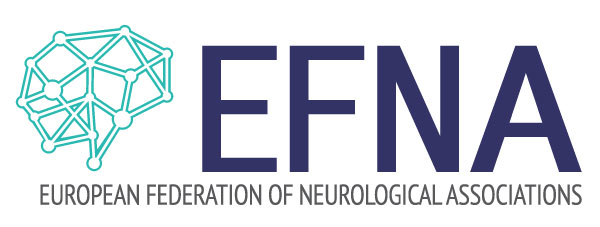 EFNA
EUROPEAN FEDERATION OF NEUROLOGICAL ASSOCIATIONS